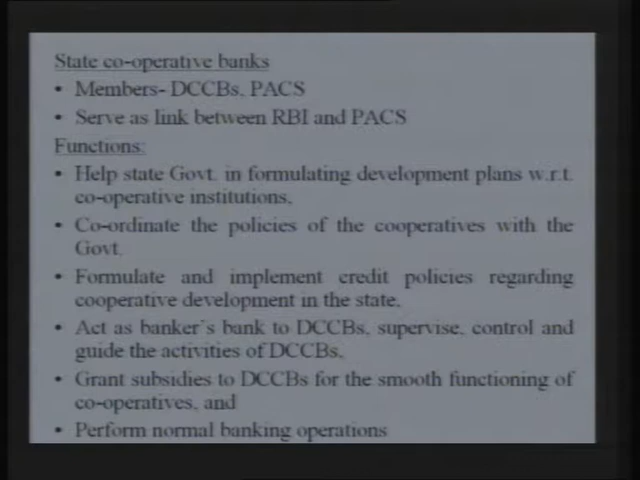 State co-operative banks
• Members- DCCBs, PACS
• Serve as link between RBI and PACS
Functions:
• Help state Govt. in formulating development plans w.r.t.
co-operative institutions,
• Co-ordinate the policies of the cooperatives with the
Govt.
• Formulate and implement credit policies regarding
cooperative development in the state,
• Act as banker's bank to DCCBs, supervise, control and
guide the activities of DCCBs,
• Grant subsidies to DCCBs for the smooth functioning of
co-operatives, and
• Perform normal banking operations